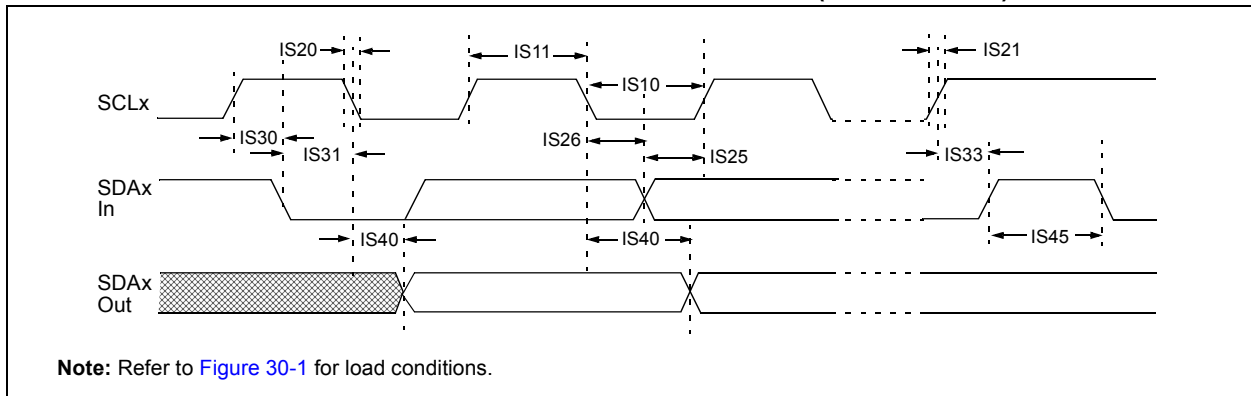 IS20
IS11
IS21
IS10
SCLx
IS30
IS26
IS31
IS25
IS33
SDAx
In
IS40
IS40
IS45
SDAx
Out
Note: Refer to Figure 30-1 for load conditions.